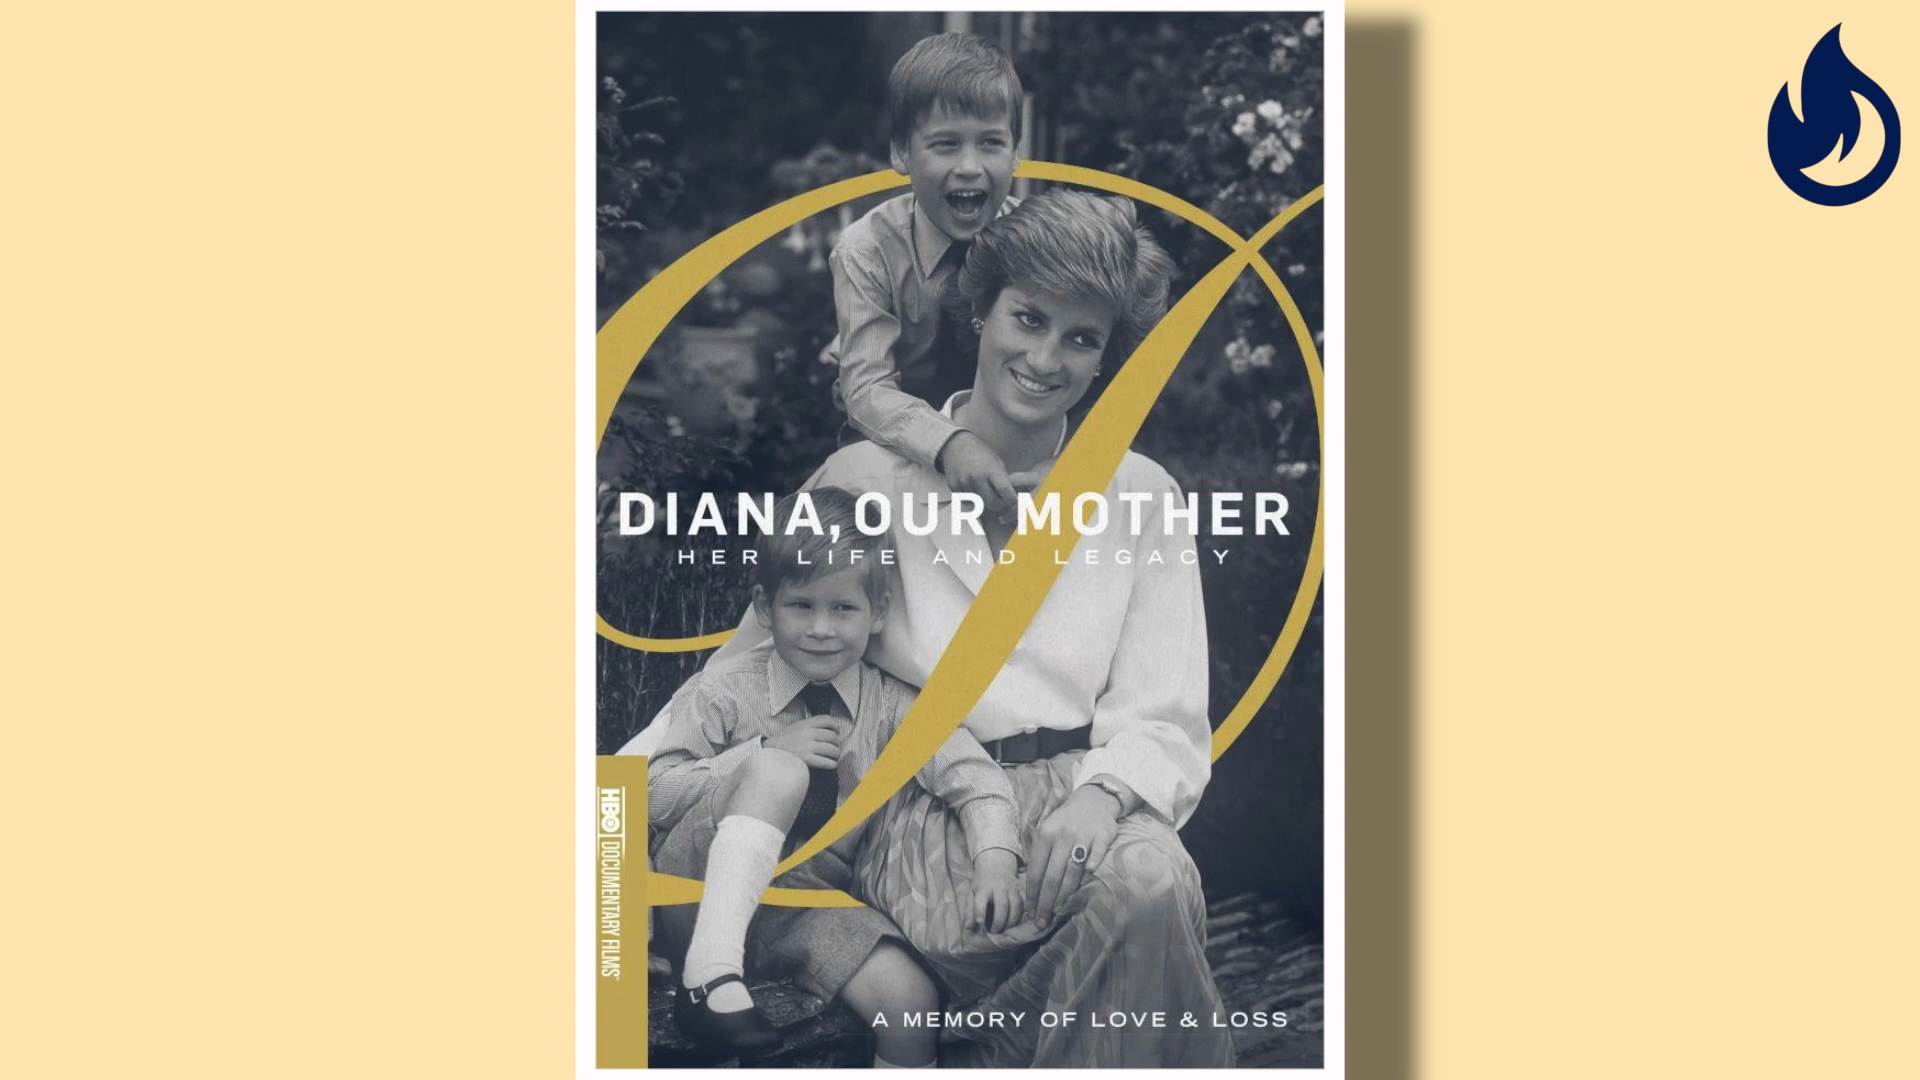 DIANA, OUR MOTHER
HER LIFE AND LEGACY
HBO DOCUMENTARY FILMS
A MEMORY OF LOVE & LOSS